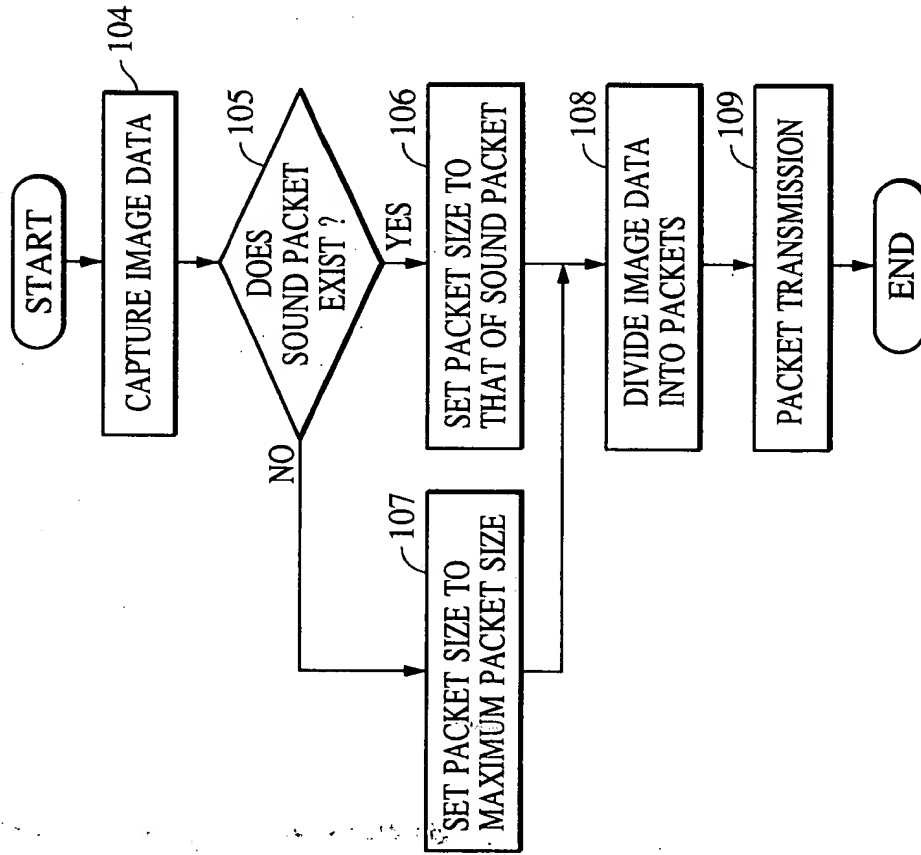 START
104
CAPTURE IMAGE DATA
105
DOES
SOUND PACKET
EXIST ?
YES
NO
106
SET PACKET SIZE TO
THAT OF SOUND PACKET
107
SET PACKET SIZE TO
MAXIMUM PACKET SIZE
108
DIVIDE IMAGE DATA
INTO PACKETS
109
PACKET TRANSMISSION
END